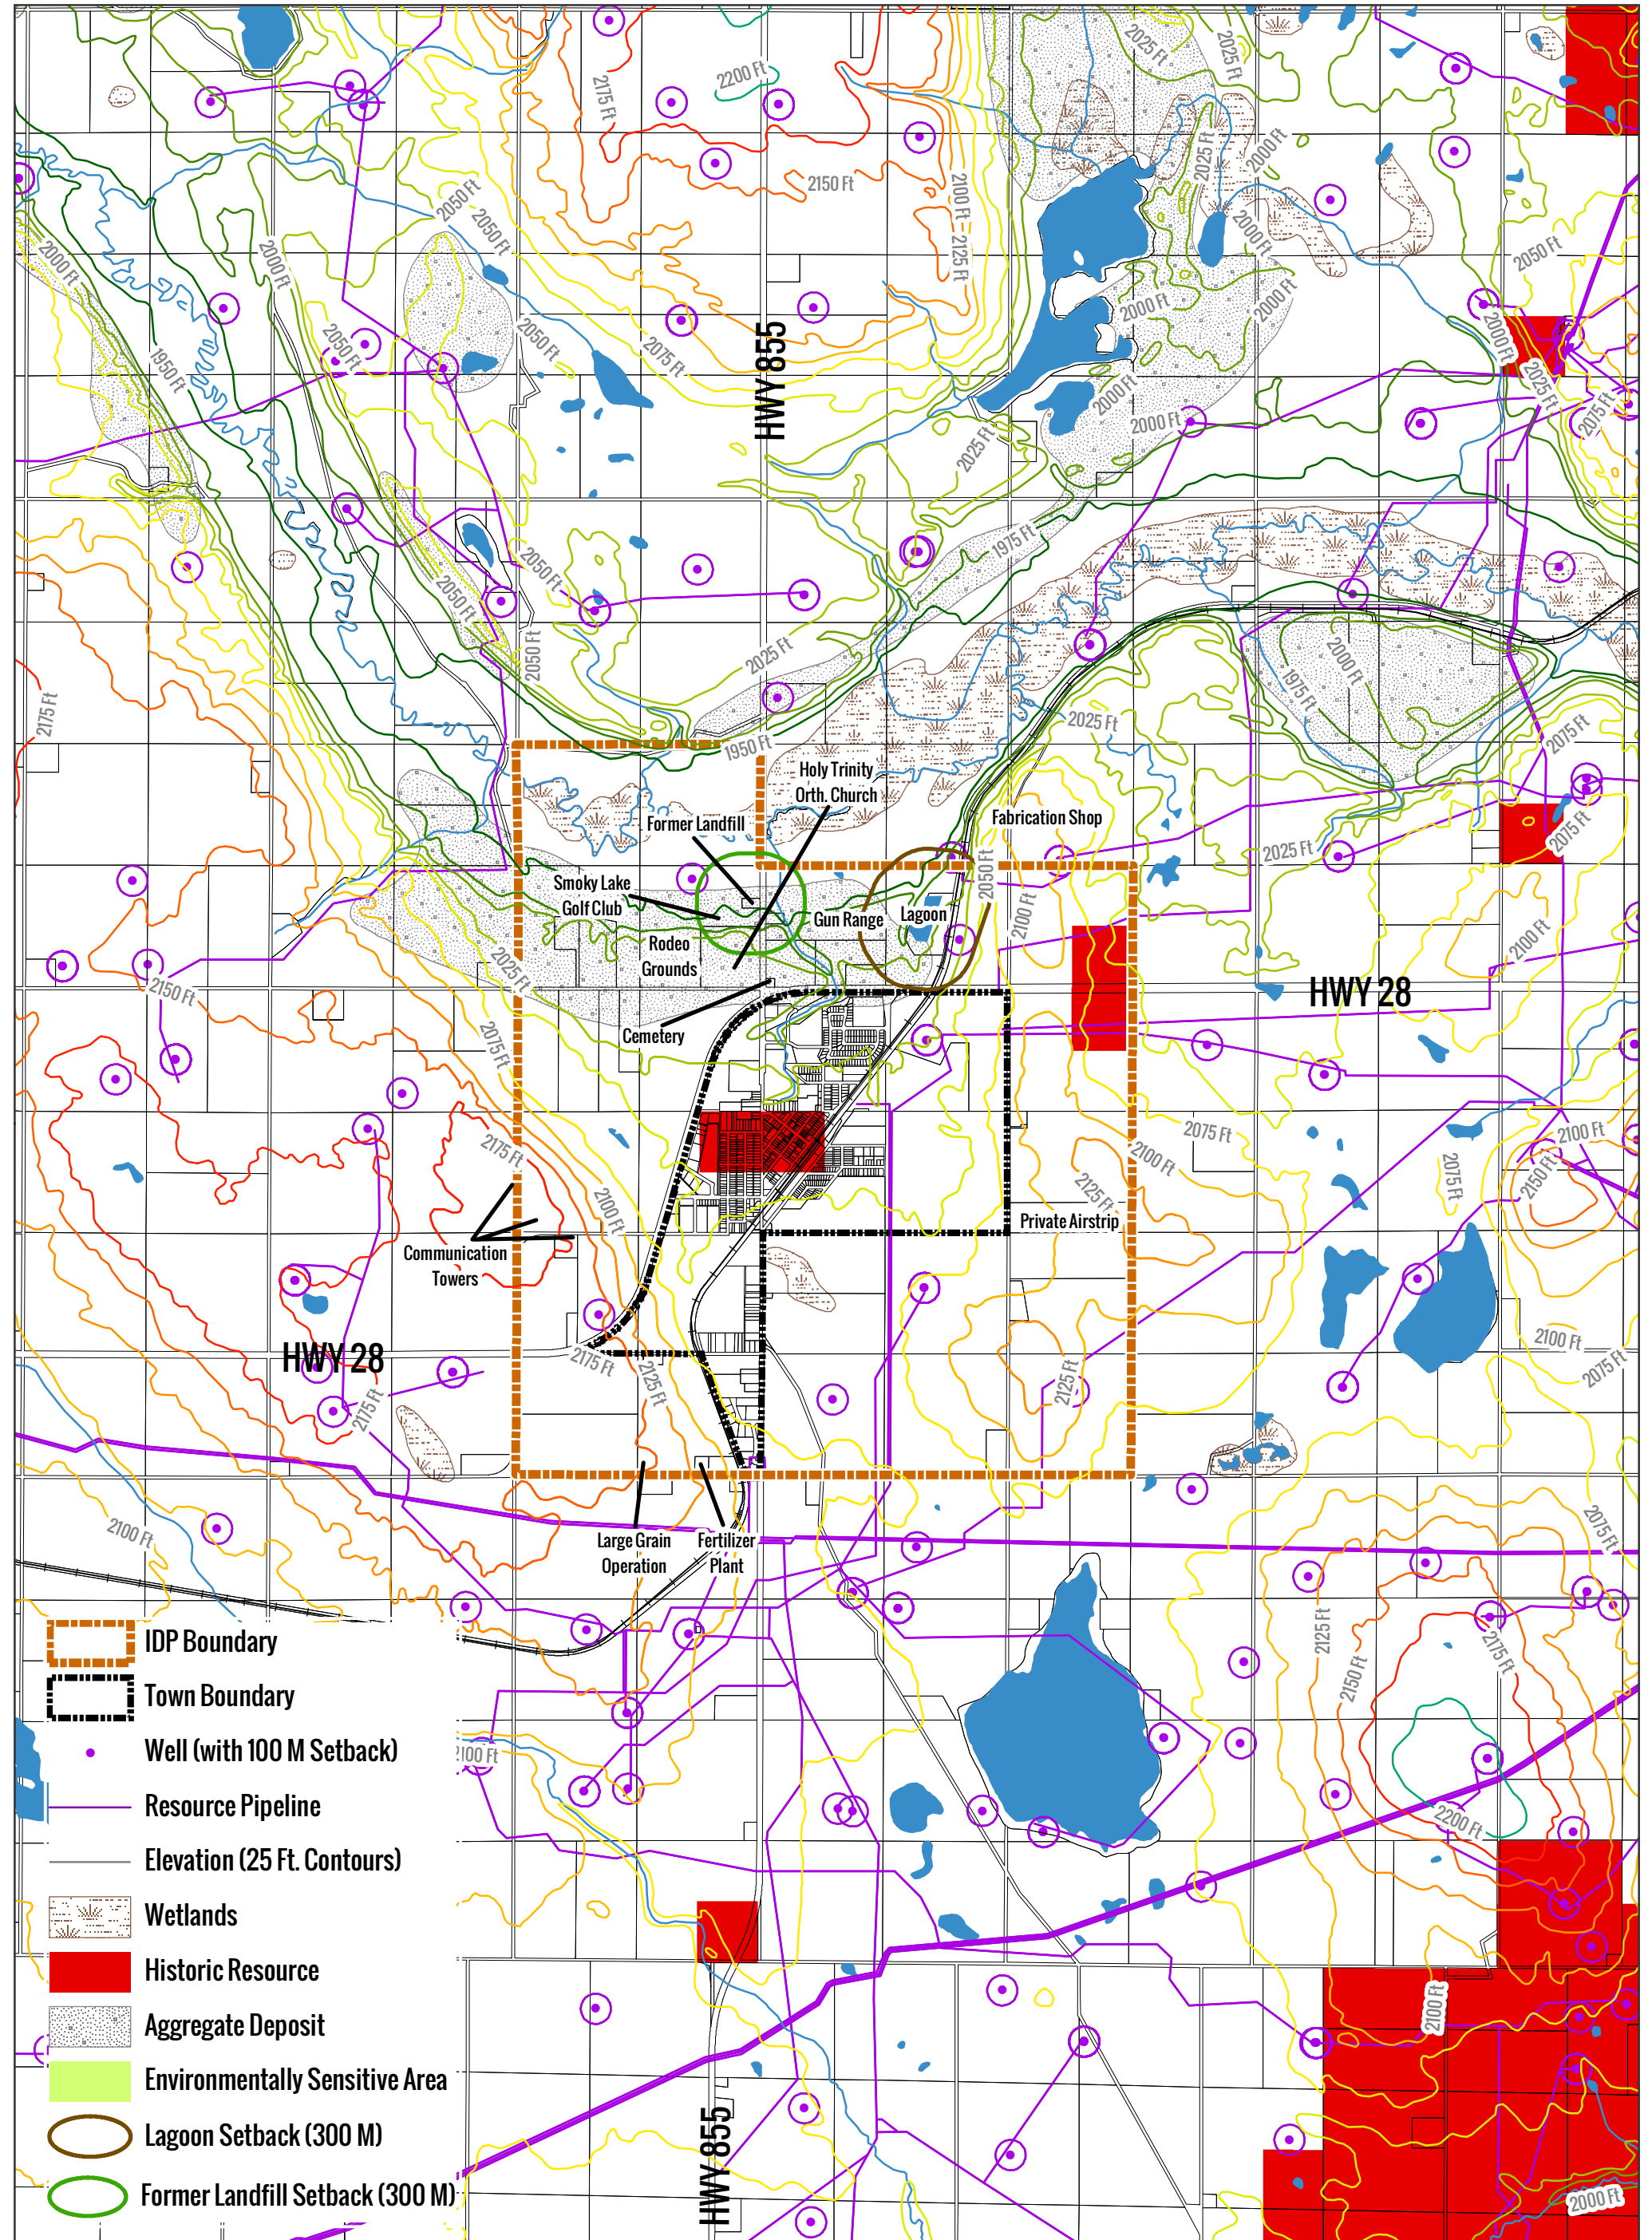 2025 Ft
2025 Ft
2175 Ft
2200 Ft
2150 Ft
2100 Ft
2125 Ft
2025 Ft
2000 Ft
2000 Ft
2050 Ft
2050 Ft
2050 Ft
2000 Ft
2000 Ft
2000 Ft
2000 Ft
2050 Ft
2050 Ft
2075 Ft
HWY 855
1950 Ft
2000 Ft
2025 Ft
2075 Ft
2000 Ft
2000 Ft
2025 Ft
1975 Ft
2050 Ft
2050 Ft
2050 Ft
2025 Ft
2000 Ft
1975 Ft
2175 Ft
2025 Ft
1950 Ft
2075 Ft
Holy Trinity
Orth. Church
Former Landfill
Fabrication Shop
2075 Ft
2025 Ft
2050 Ft
Smoky Lake
Golf Club
Gun Range
Lagoon
2100 Ft
Rodeo
Grounds
2100 Ft
2025 Ft
2150 Ft
HWY 28
Cemetery
2075 Ft
2075 Ft
2100 Ft
2175 Ft
2100 Ft
2075 Ft
2150 Ft
2125 Ft
2100 Ft
Private Airstrip
Communication
Towers
HWY 28
2175 Ft
2175 Ft
2125 Ft
2125 Ft
2100 Ft
2075 Ft
2100 Ft
2075 Ft
Large Grain
Operation
Fertilizer
Plant
2125 Ft
2150 Ft
2175 Ft
2100 Ft
2200 Ft
2100 Ft
HWY 855
2000 Ft
IDP Boundary
Town Boundary
Well (with 100 M Setback)
Resource Pipeline
Elevation (25 Ft. Contours)
Wetlands
Historic Resource
Aggregate Deposit
Environmentally Sensitive Area
Lagoon Setback (300 M)
Former Landfill Setback (300 M)